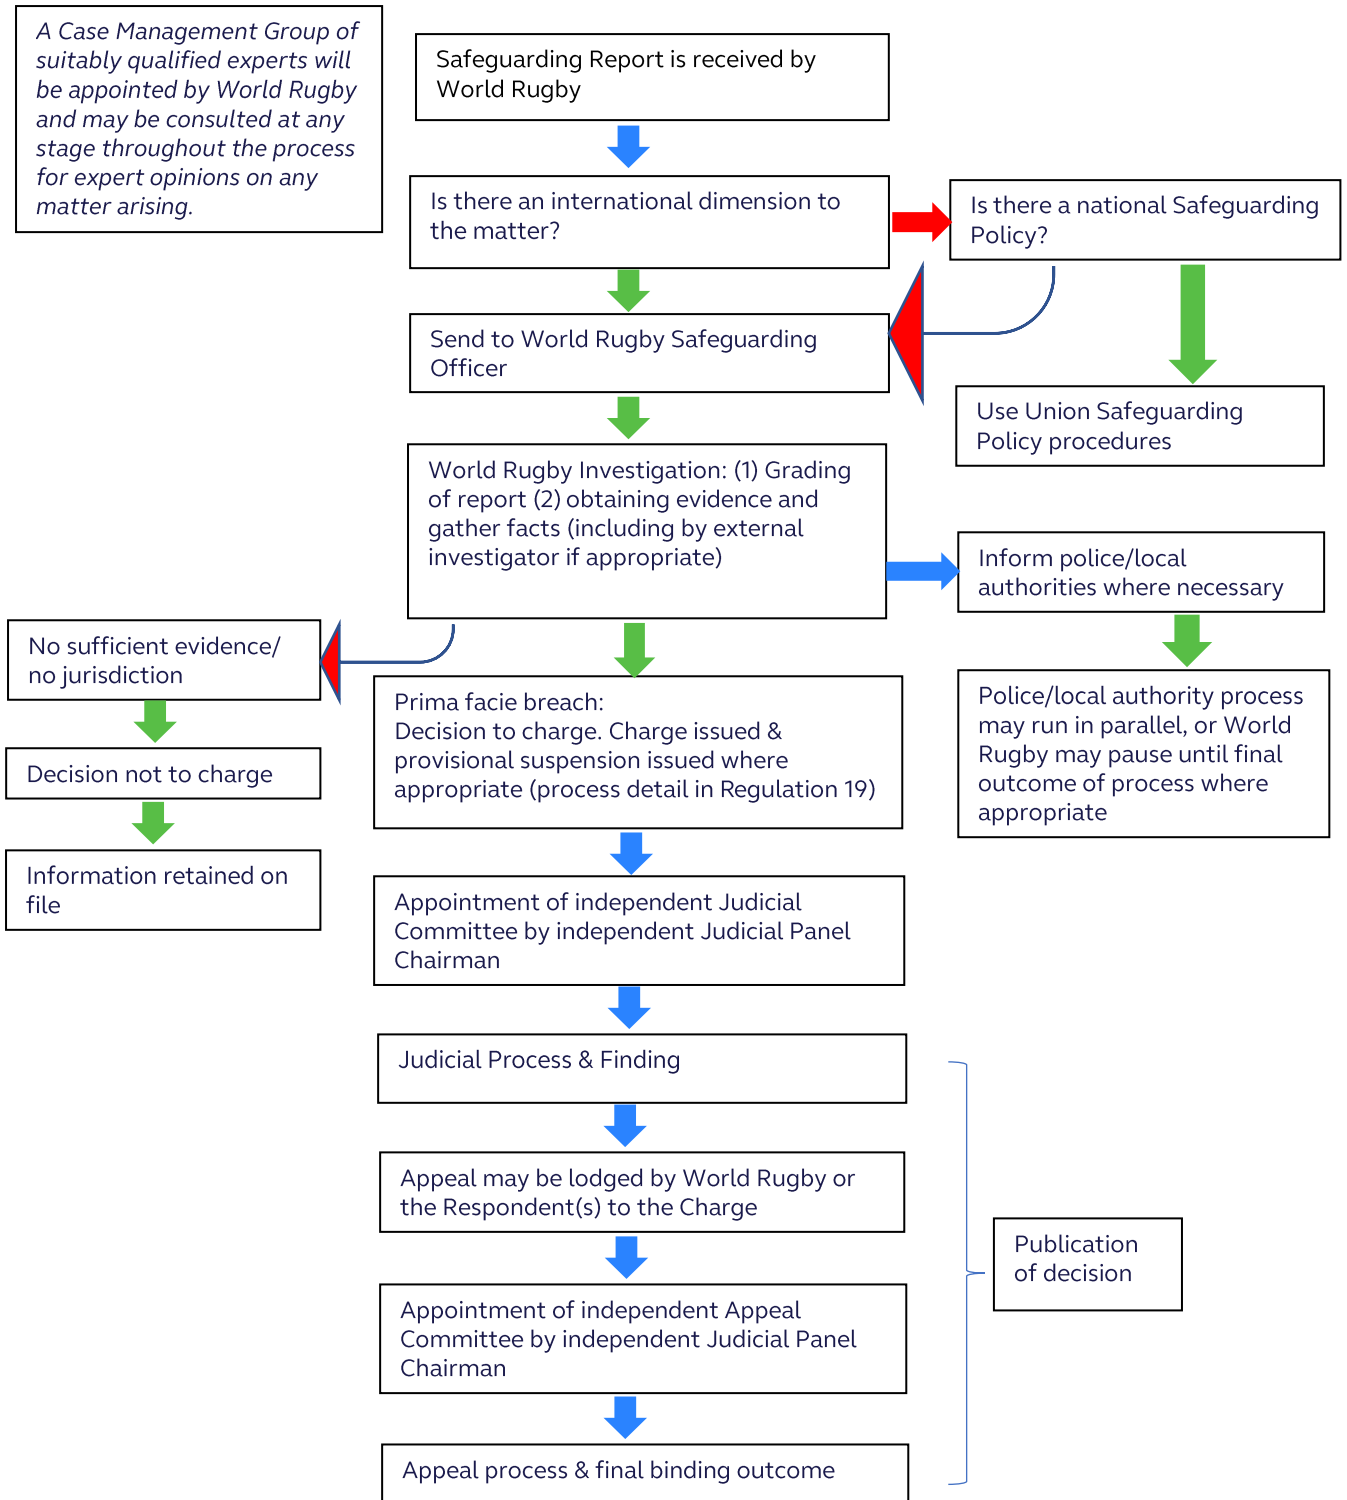 A Case Management Group of
suitably qualified experts will
be appointed by World Rugby
and may be consulted at any
stage throughout the process
for expert opinions on any
matter arising.
Safeguarding Report is received by
World Rugby
Is there an international dimension to
the matter?
Is there a national Safeguarding
Policy?
Send to World Rugby Safeguarding
Officer
Use Union Safeguarding
Policy procedures
World Rugby Investigation: (1) Grading
of report (2) obtaining evidence and
gather facts (including by external
investigator if appropriate)
Inform police/local
authorities where necessary
No sufficient evidence/
no jurisdiction
Prima facie breach:
Decision to charge. Charge issued &
provisional suspension issued where
appropriate (process detail in Regulation 19)
Police/local authority process
may run in parallel, or World
Rugby may pause until final
outcome of process where
appropriate
Decision not to charge
Information retained on
file
Appointment of independent Judicial
Committee by independent Judicial Panel
Chairman
Judicial Process & Finding
Appeal may be lodged by World Rugby or
the Respondent(s) to the Charge
Publication
of decision
Appointment of independent Appeal
Committee by independent Judicial Panel
Chairman
Appeal process & final binding outcome